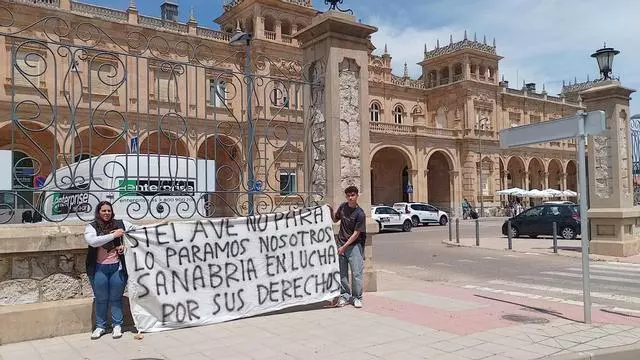 enterprise
enterprise
SI EL AVE NO PARA
LO PARAMOS NOSOTROS
SANABRIA EN LUCHA
POR SUS DERECHOS